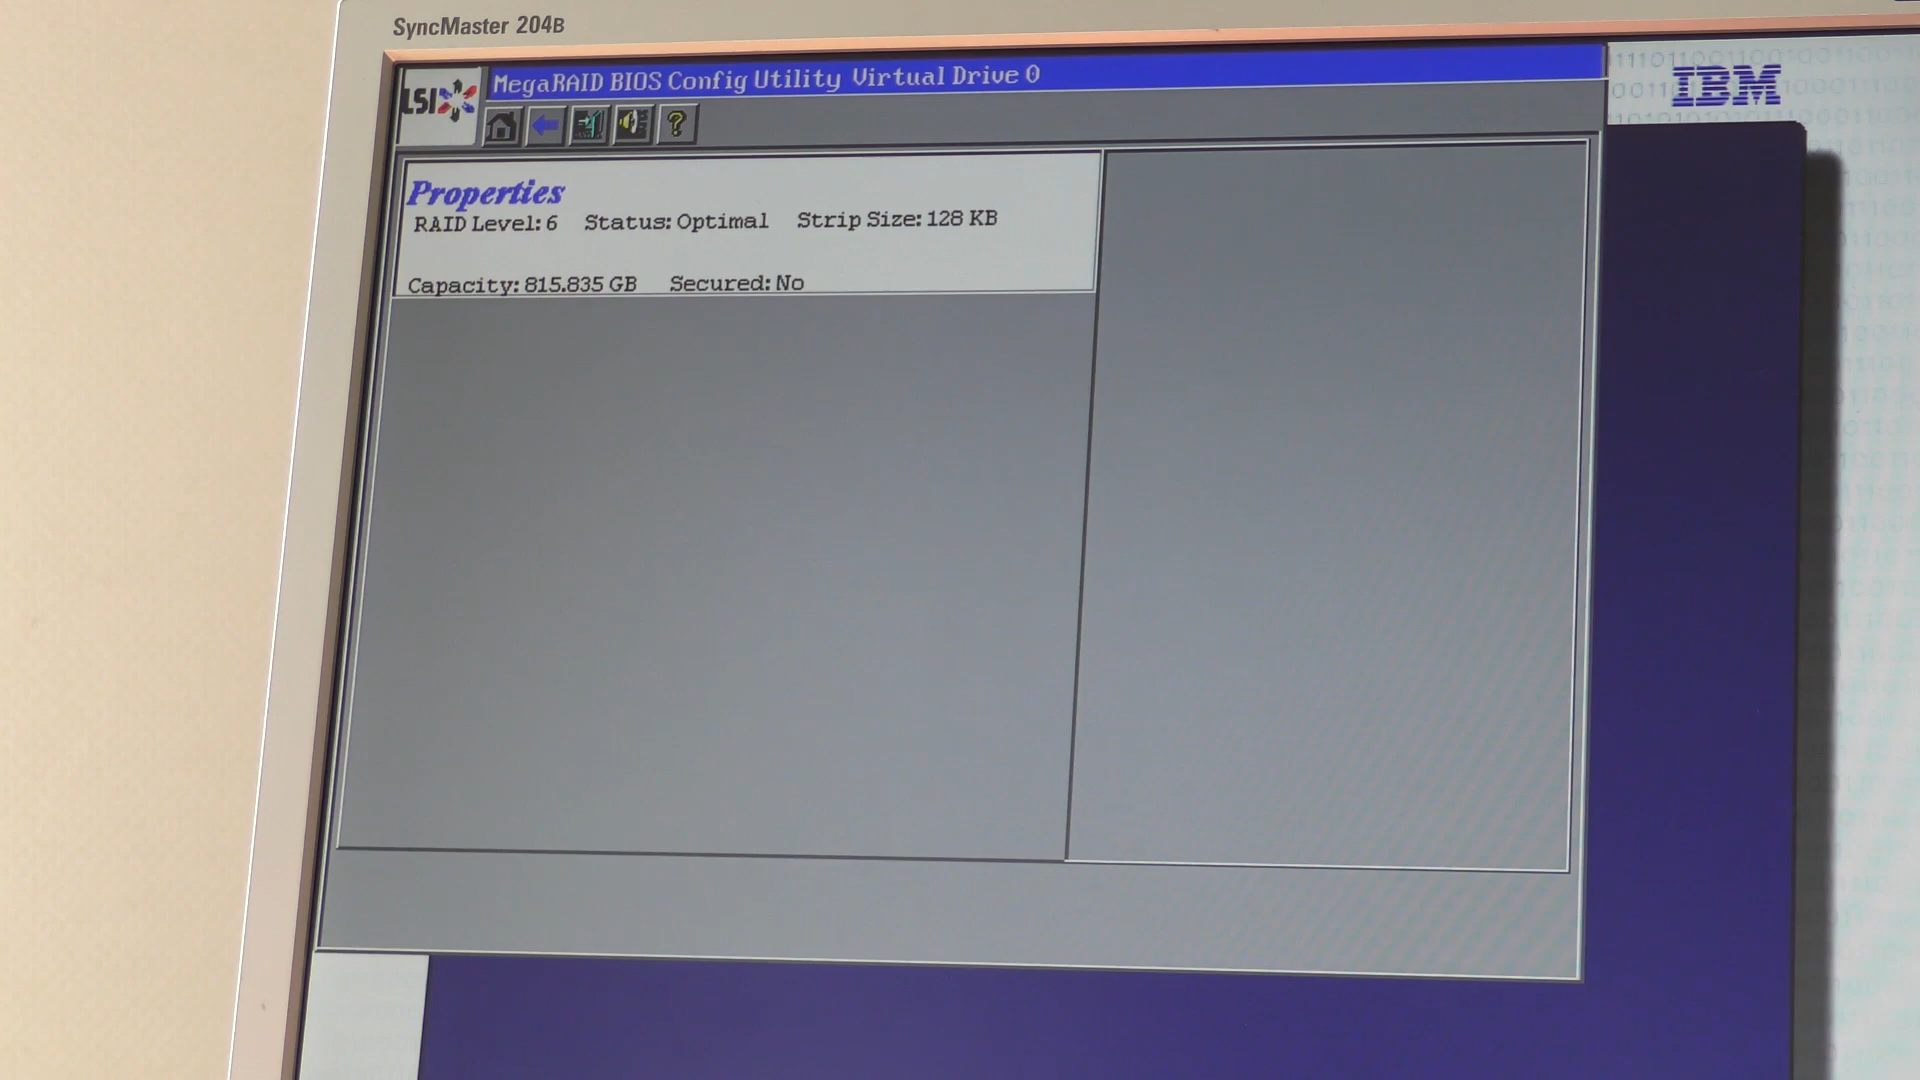 SyncMaster 204B
LSI
MegaRAID BIOS Config Utility Virtual Drive 0
IBM
?
Properties
RAID Level: 6 Status: Optimal Strip Size: 128 KB
Capacity: 815.835 GB Secured: No